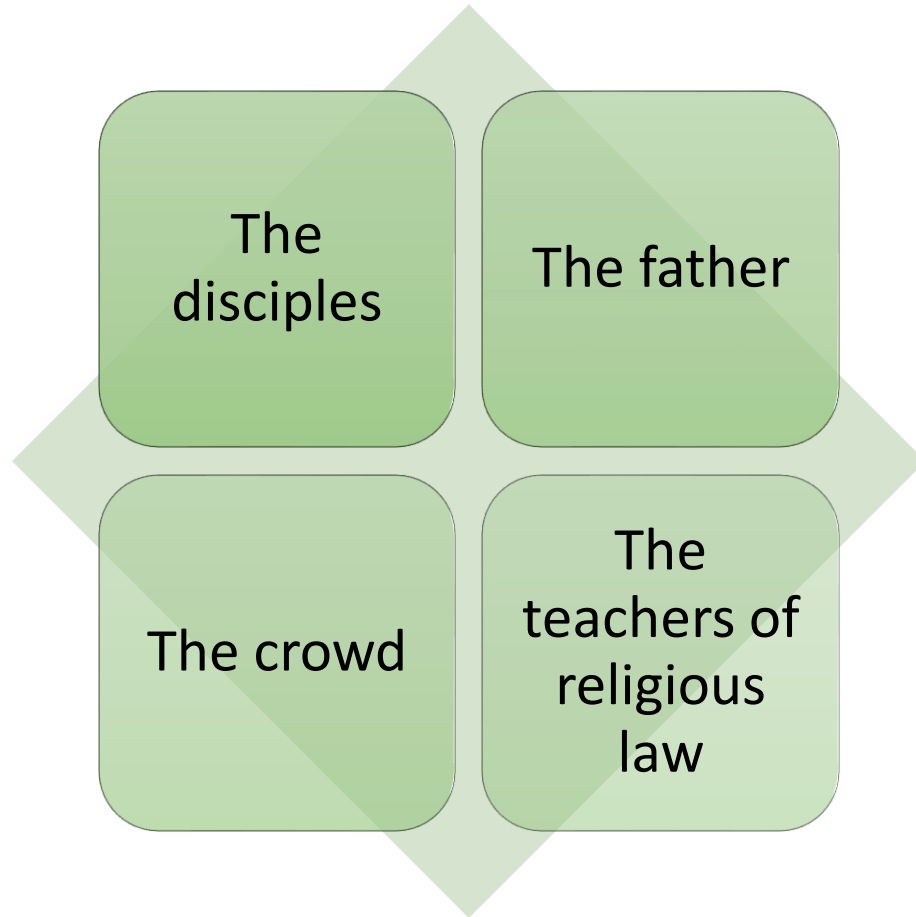 The
disciples
The father
The crowd
The
teachers of
religious
law